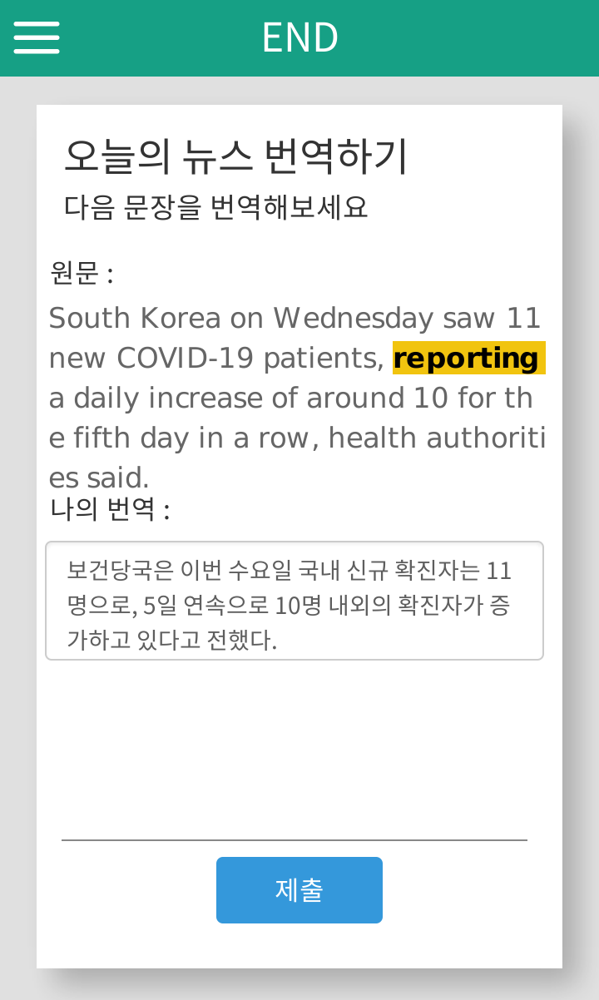 END
오늘의 뉴스 번역하기
다음 문장을 번역해보세요
원문 :
South Korea on Wednesday saw 11
new COVID-19 patients, reporting
a daily increase of around 10 for th
e fifth day in a row, health authoriti
es said.
나의 번역 :
보건당국은 이번 수요일 국내 신규 확진자는 11
명으로, 5일 연속으로 10명 내외의 확진자가 증
가하고 있다고 전했다.
제출